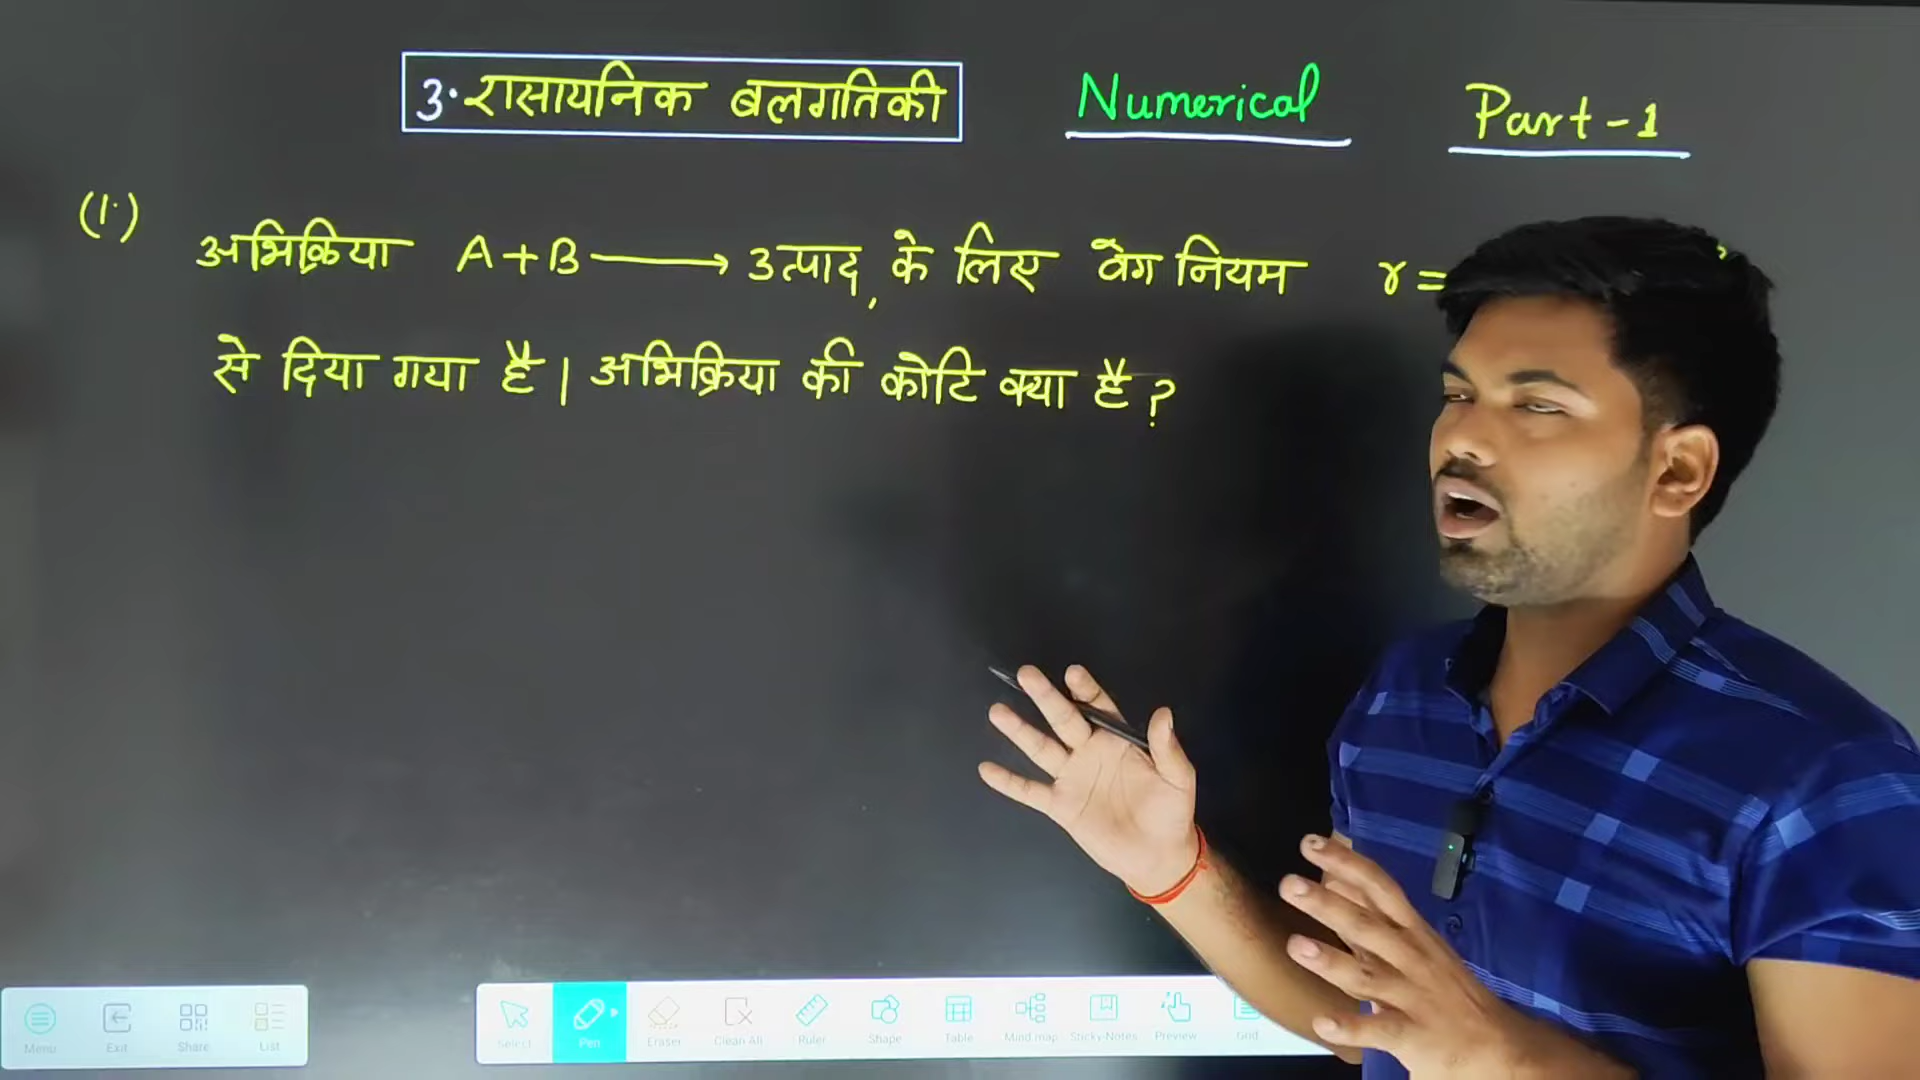 3. रासायनिक बलगतिकी Numerical Part-1
(1.) अभिक्रिया A+B ⟶ उत्पाद, के लिए वेग नियम r =
से दिया गया है | अभिक्रिया की कोटि क्या है ?
Menu Exit Share List Select Pen Eraser Clean All Ruler Shape Table Mind map Sticky-Notes Preview Grid